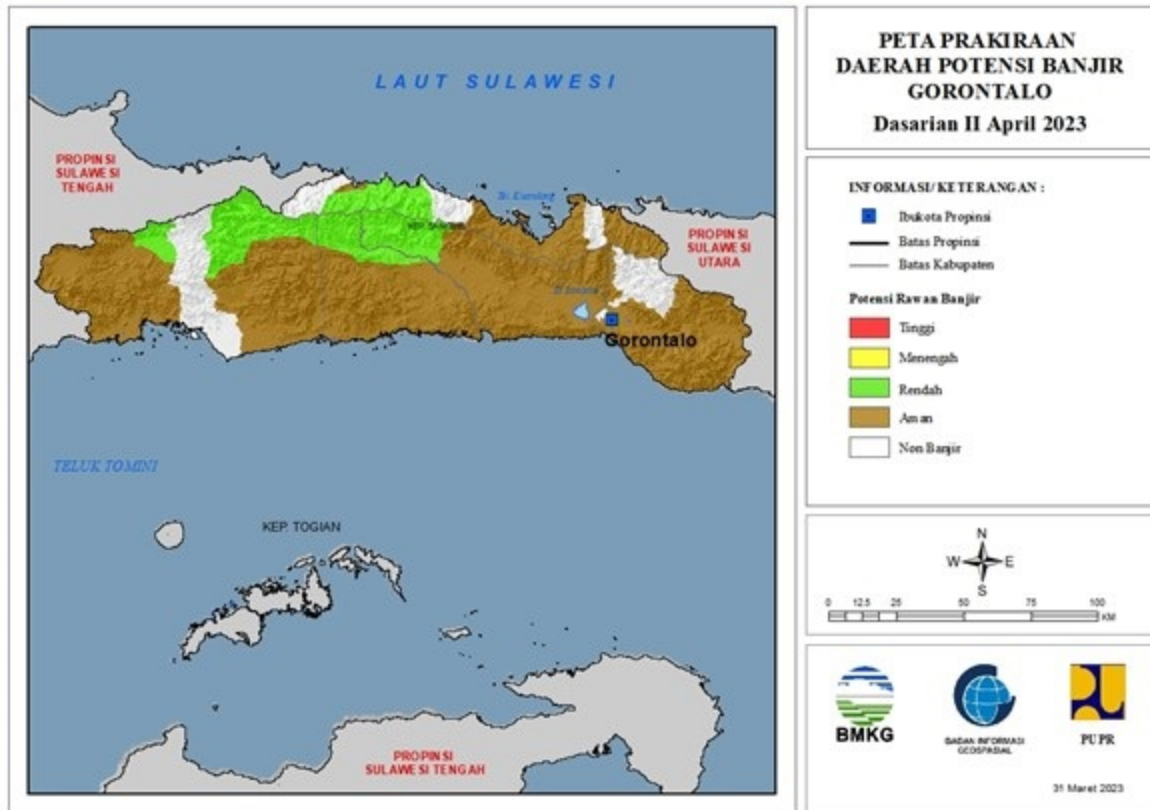 LAUT SULAWESI
PROPINSI
SULAWESI
TENGAH
PROPINSI
SULAWESI
UTARA
Gorontalo
TELUK TOMINI
KEP. TOGIAN
PROPINSI
SULAWESI TENGAH
PETA PRAKIRAAN
DAERAH POTENSI BANJIR
GORONTALO
Dasarian II April 2023
INFORMASI/KETERANGAN :
Ibukota Propinsi
Batas Propinsi
Batas Kabupaten
Potensi Rawan Banjir
Tinggi
Menengah
Rendah
Aman
Non Banjir
N
W E
S
0 12.5 25 50 75 100
KM
BMKG
BADAN INFORMASI
GEOSPASIAL
PUPR
31 Maret 2023